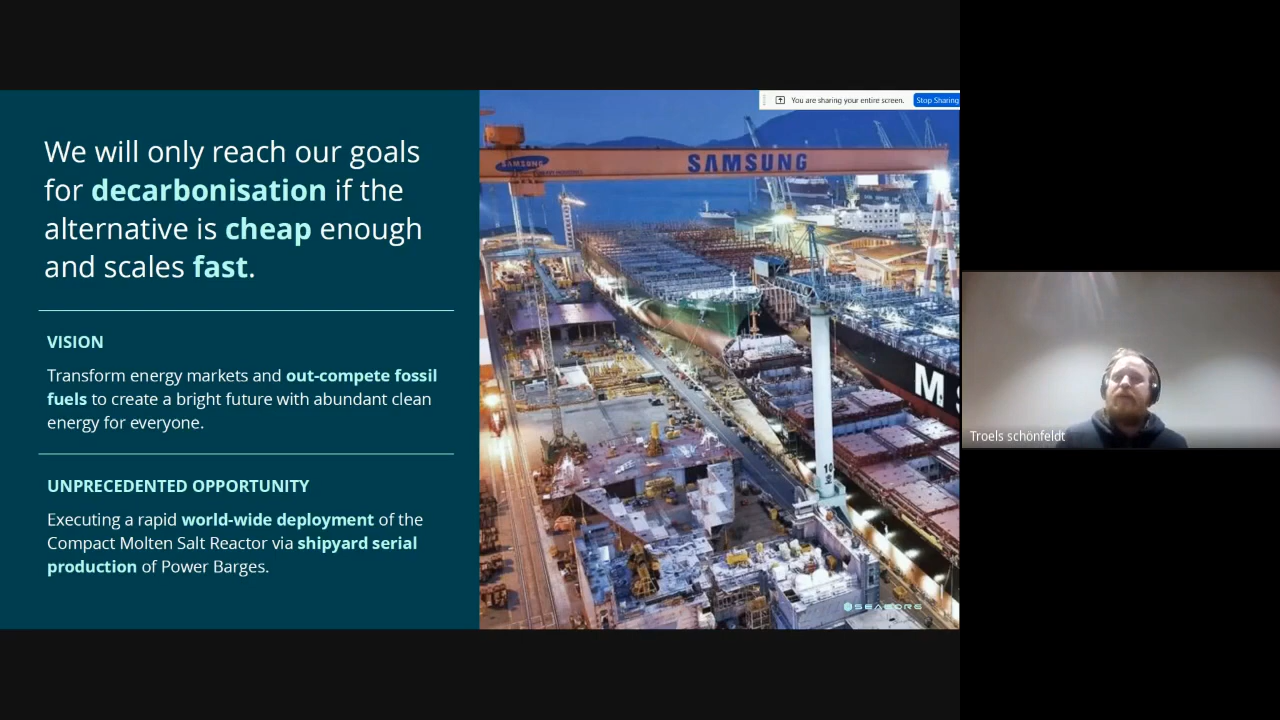 We will only reach our goals
for decarbonisation if the
alternative is cheap enough
and scales fast.
VISION
Transform energy markets and out-compete fossil
fuels to create a bright future with abundant clean
energy for everyone.
UNPRECEDENTED OPPORTUNITY
Executing a rapid world-wide deployment of the
Compact Molten Salt Reactor via shipyard serial
production of Power Barges.
You are sharing your entire screen.
Stop Sharing
SAMSUNG
SAMSUNG
M S
10
SEABORG
Troels schönfeldt